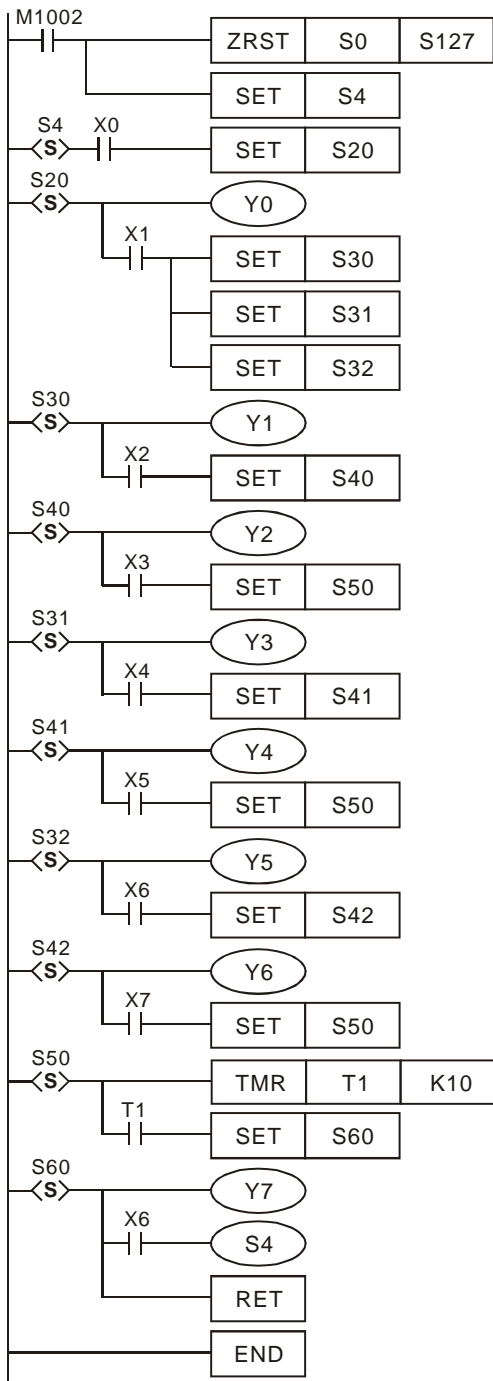 M1002
ZRST S0 S127
SET S4
S4 X0
S SET S20
S20
S Y0
X1
SET S30
SET S31
SET S32
S30
S Y1
X2
SET S40
S40
S Y2
X3
SET S50
S31
S Y3
X4
SET S41
S41
S Y4
X5
SET S50
S32
S Y5
X6
SET S42
S42
S Y6
X7
SET S50
S50
S TMR T1 K10
T1
SET S60
S60
S Y7
X6
S4
RET
END